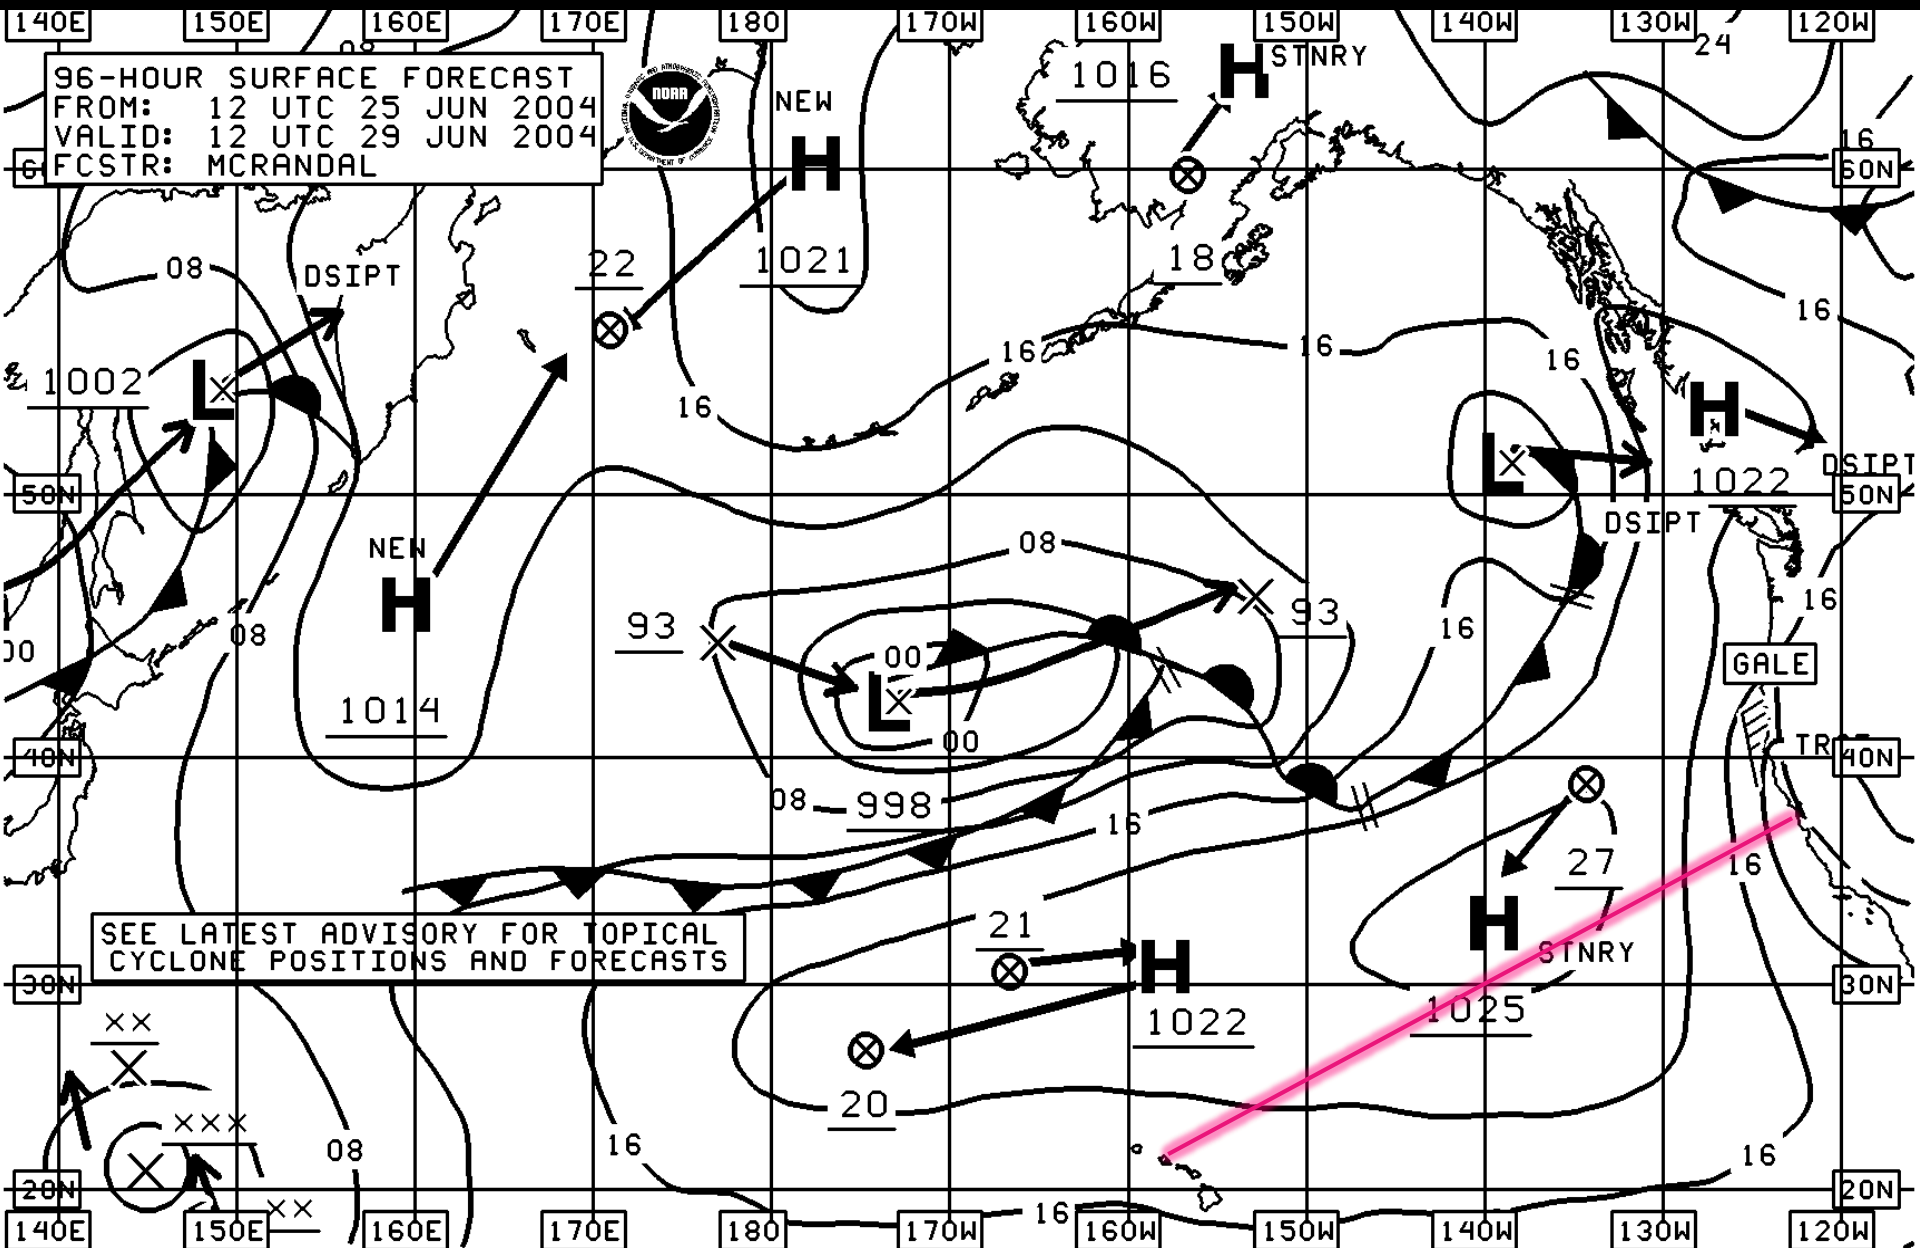 140E 150E 160E 170E 180 170W 160W 150W 140W 130W 120W
24
96-HOUR SURFACE FORECAST
FROM: 12 UTC 25 JUN 2004
VALID: 12 UTC 29 JUN 2004
FCSTR: MCRANDAL
NOAA
NEW
H
1021
22
1016
H STNRY
18
16
60N
60N
08
DSIPT
1002
L
16
16
16
16
16
L
H
1022
DSIPT
DSIPT
50N
50N
NEW
H
1014
08
00
08
93
93
00
L
00
998
08
16
16
16
GALE
40N
40N
16
27
H
STNRY
1025
16
SEE LATEST ADVISORY FOR TOPICAL
CYCLONE POSITIONS AND FORECASTS
21
H
1022
20
30N
30N
XX
XXX
XX
08
16
16
16
20N
20N
140E 150E 160E 170E 180 170W 160W 150W 140W 130W 120W